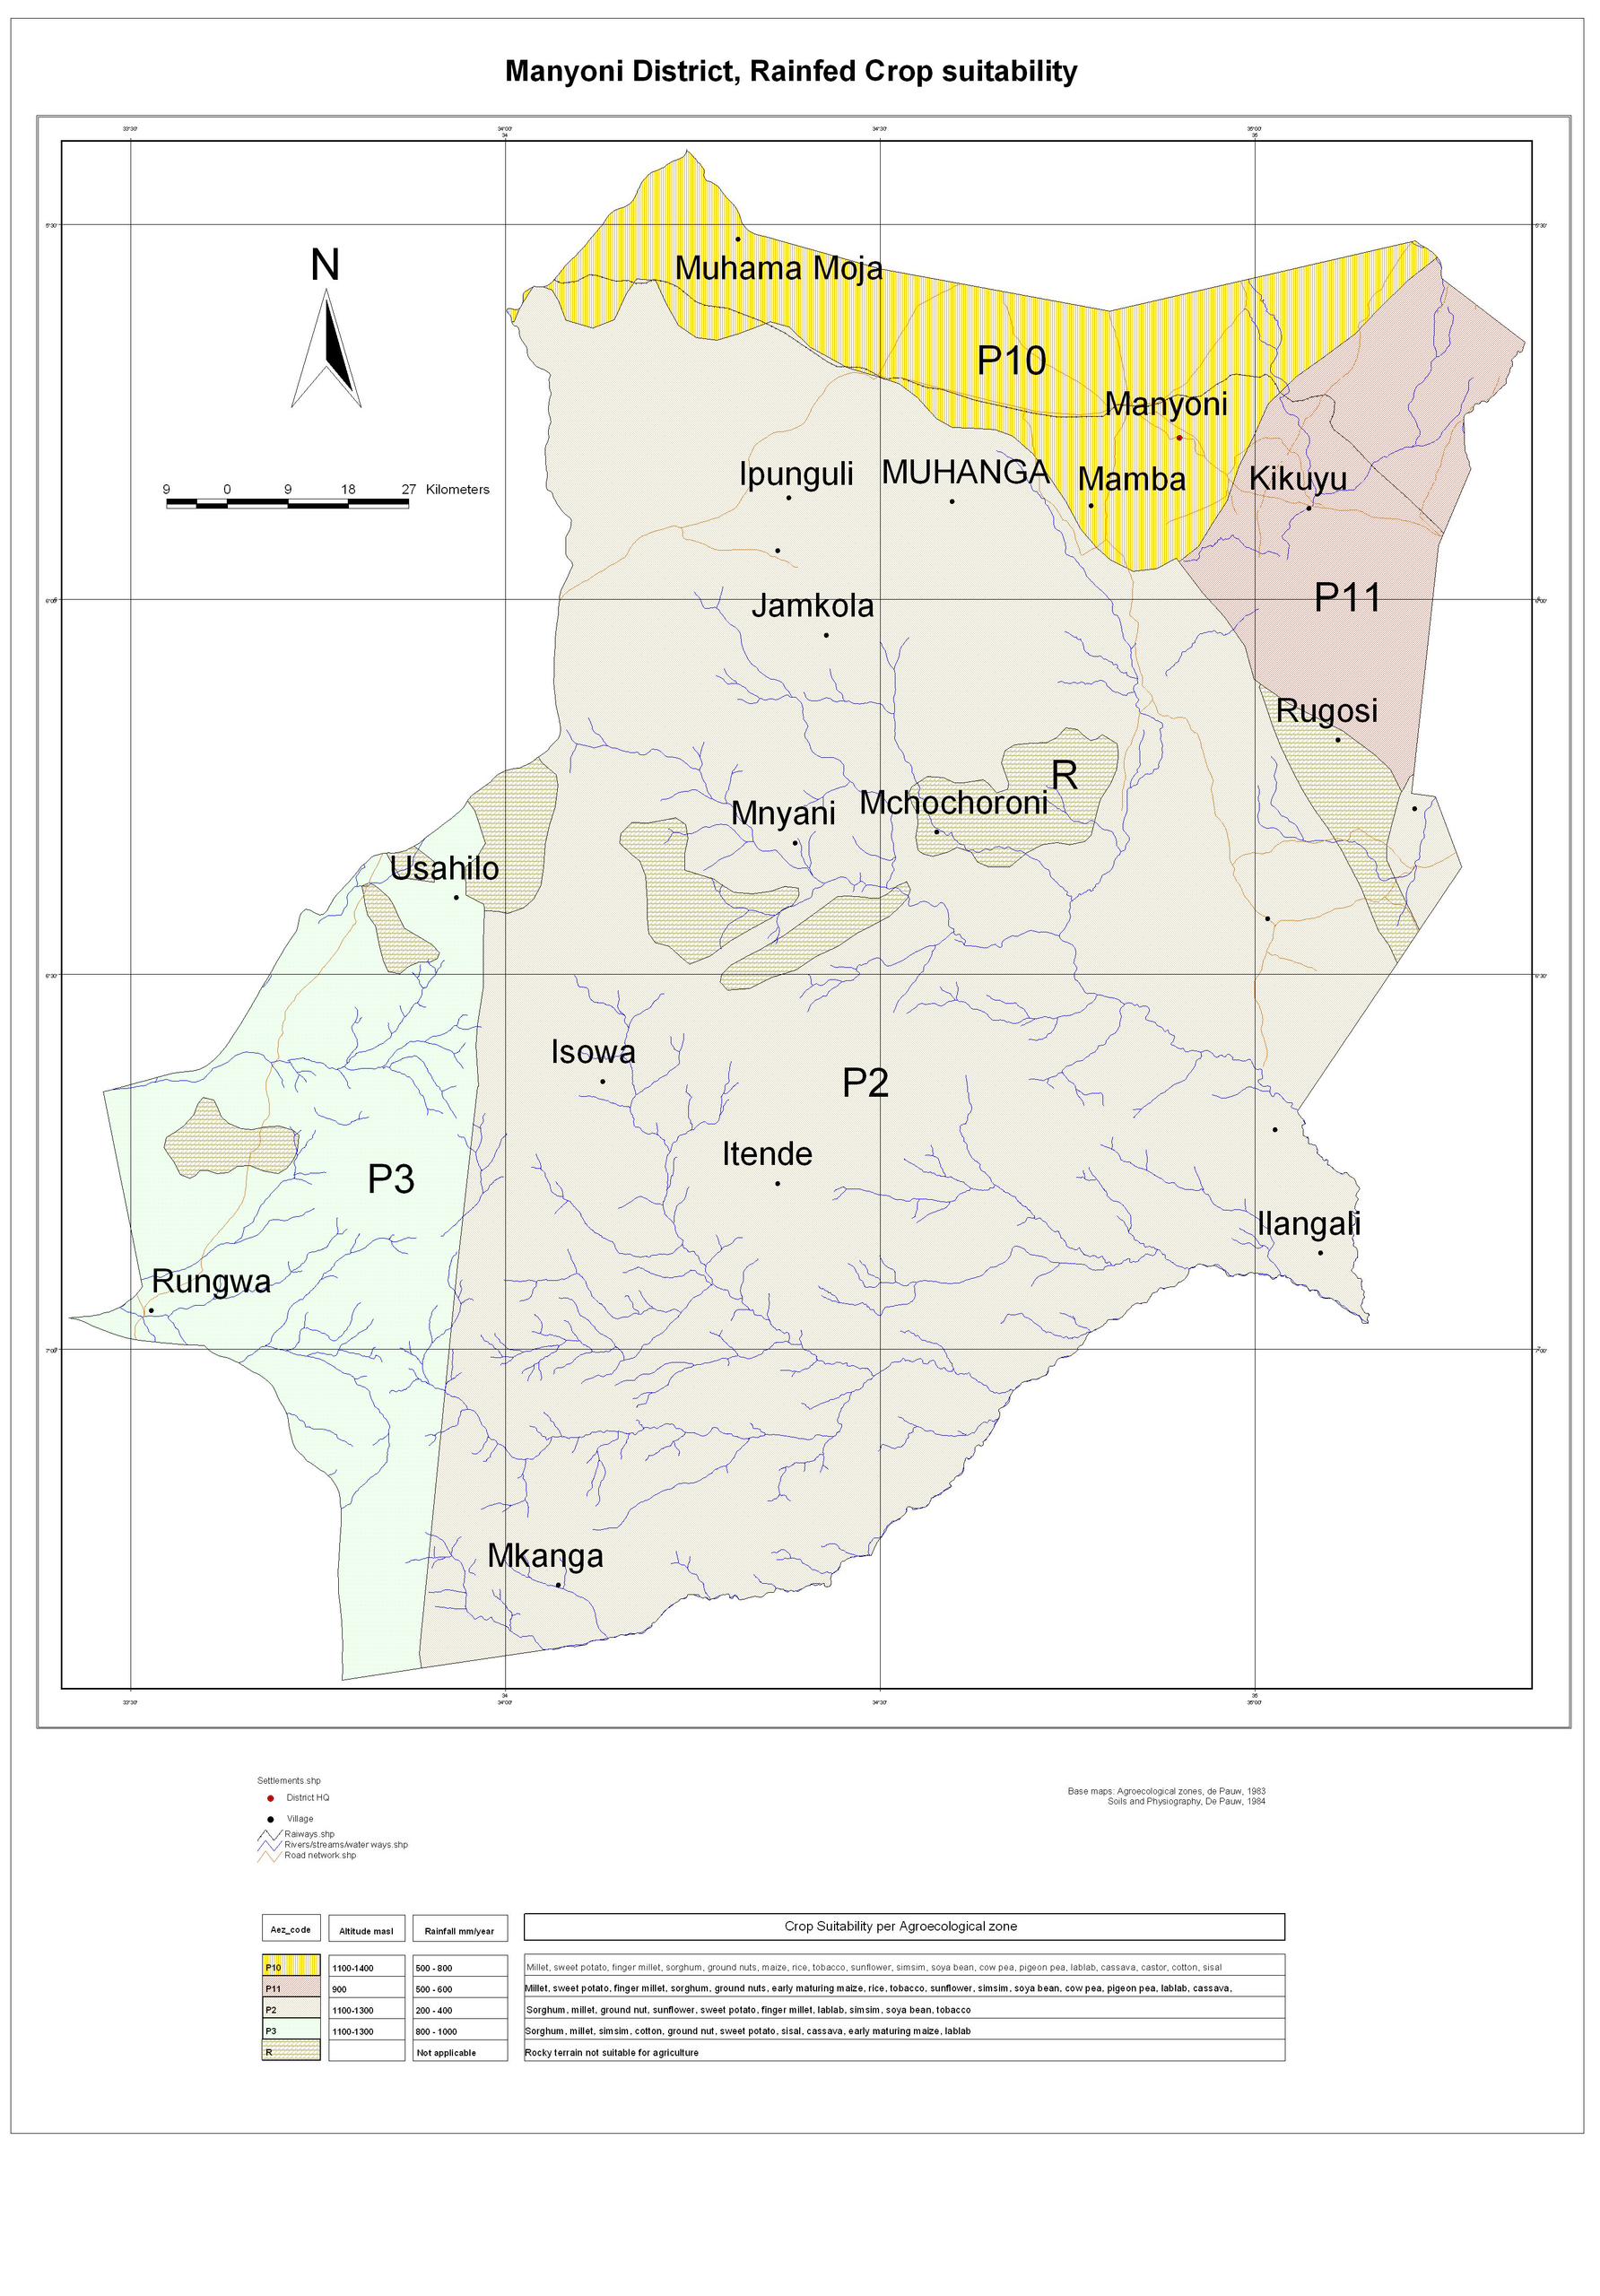 Manyoni District, Rainfed Crop suitability
33°30' 34°00' 34°30' 35°00'
34 35
5°30' 5°30'
N
Muhama Moja
P10
Manyoni
Ipunguli MUHANGA Mamba Kikuyu
9 0 9 18 27 Kilometers
P11
6°00' 6°00'
Jamkola
Rugosi
R
Mchochoroni
Mnyani
Usahilo
6°30' 6°30'
Isowa
P2
Itende
P3
Ilangali
Rungwa
7°00' 7°00'
Mkanga
34 35
33°30' 34°00' 34°30' 35°00'
Settlements.shp
District HQ
Village
Raiways.shp
Rivers/streams/water ways.shp
Road network.shp
Base maps: Agroecological zones, de Pauw, 1983
Soils and Physiography, De Pauw, 1984
Aez_code Altitude masl Rainfall mm/year Crop Suitability per Agroecological zone
P10 1100-1400 500 - 800 Millet, sweet potato, finger millet, sorghum, ground nuts, maize, rice, tobacco, sunflower, simsim, soya bean, cow pea, pigeon pea, lablab, cassava, castor, cotton, sisal
P11 900 500 - 600 Millet, sweet potato, finger millet, sorghum, ground nuts, early maturing maize, rice, tobacco, sunflower, simsim, soya bean, cow pea, pigeon pea, lablab, cassava,
P2 1100-1300 200 - 400 Sorghum, millet, ground nut, sunflower, sweet potato, finger millet, lablab, simsim, soya bean, tobacco
P3 1100-1300 800 - 1000 Sorghum, millet, simsim, cotton, ground nut, sweet potato, sisal, cassava, early maturing maize, lablab
R Not applicable Rocky terrain not suitable for agriculture